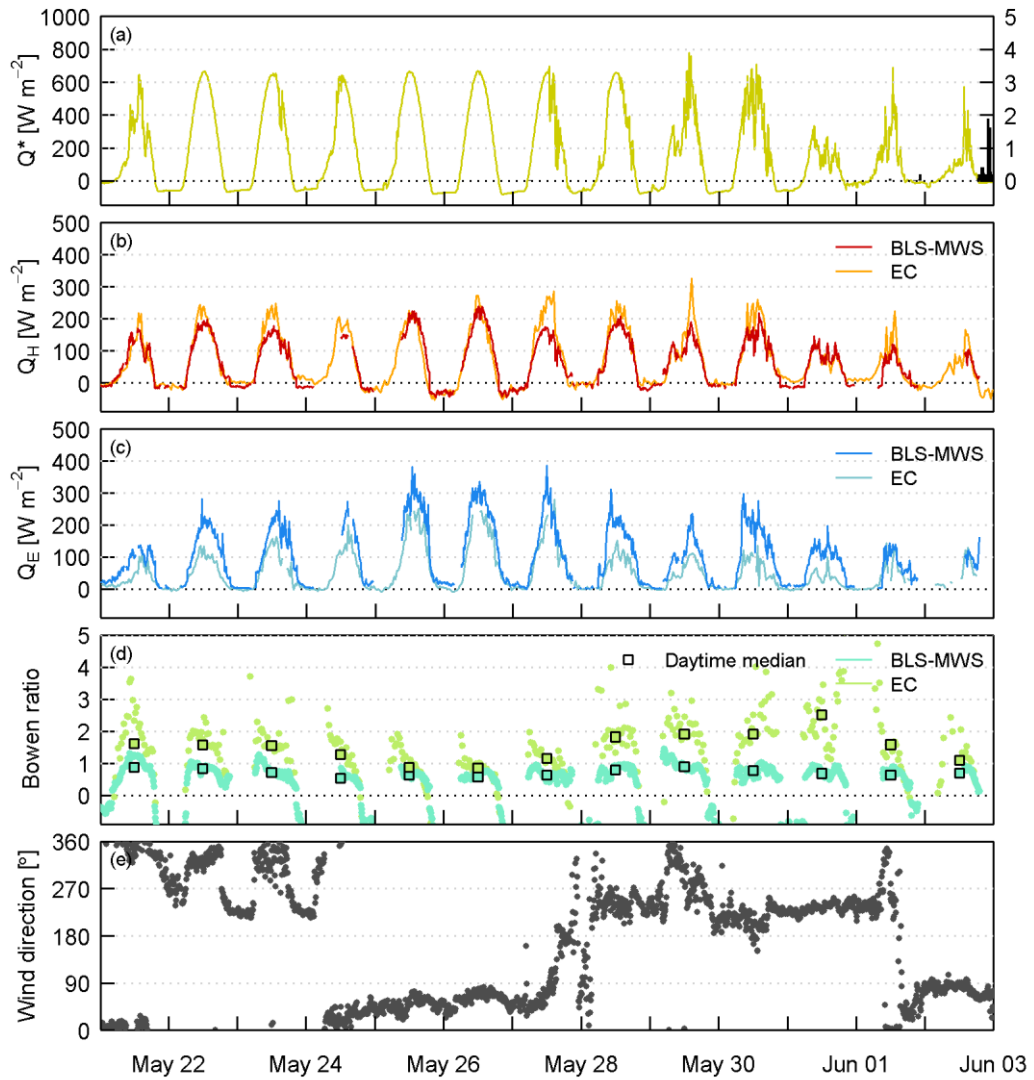 (a)
Q* [W m−2]
1000
800
600
400
200
0
5
4
3
2
1
0
(b)
Q_H [W m−2]
500
400
300
200
100
0
BLS-MWS
EC
(c)
Q_E [W m−2]
500
400
300
200
100
0
BLS-MWS
EC
(d)
Bowen ratio
5
4
3
2
1
0
Daytime median
BLS-MWS
EC
(e)
Wind direction [°]
360
270
180
90
0
May 22 May 24 May 26 May 28 May 30 Jun 01 Jun 03